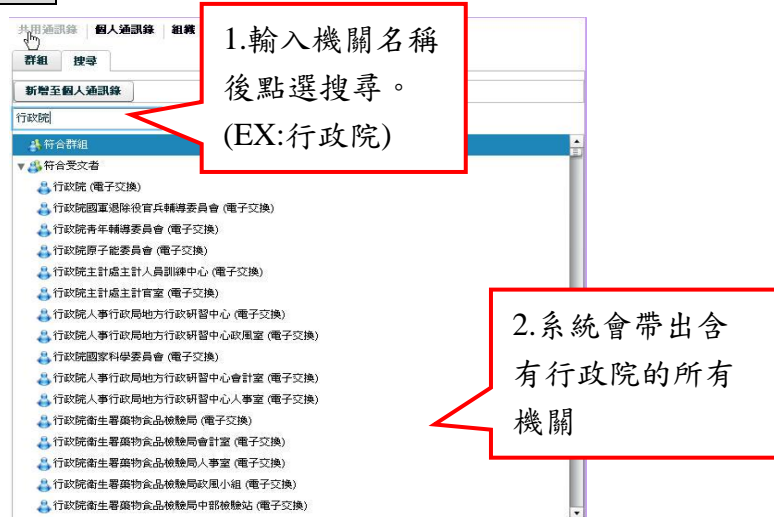 共用通訊錄 個人通訊錄 組織
群組 搜尋
新增至個人通訊錄
行政院
符合群組
符合受文者
行政院 (電子交換)
行政院國軍退除役官兵輔導委員會 (電子交換)
行政院青年輔導委員會 (電子交換)
行政院原子能委員會 (電子交換)
行政院主計處主計人員訓練中心 (電子交換)
行政院主計處主計官室 (電子交換)
行政院人事行政局地方行政研習中心 (電子交換)
行政院人事行政局地方行政研習中心政風室 (電子交換)
行政院國家科學委員會 (電子交換)
行政院人事行政局地方行政研習中心會計室 (電子交換)
行政院人事行政局地方行政研習中心人事室 (電子交換)
行政院衛生署藥物食品檢驗局 (電子交換)
行政院衛生署藥物食品檢驗局會計室 (電子交換)
行政院衛生署藥物食品檢驗局人事室 (電子交換)
行政院衛生署藥物食品檢驗局政風小組 (電子交換)
行政院衛生署藥物食品檢驗局中部檢驗站 (電子交換)
1.輸入機關名稱
後點選搜尋。
(EX:行政院)
2.系統會帶出含
有行政院的所有
機關